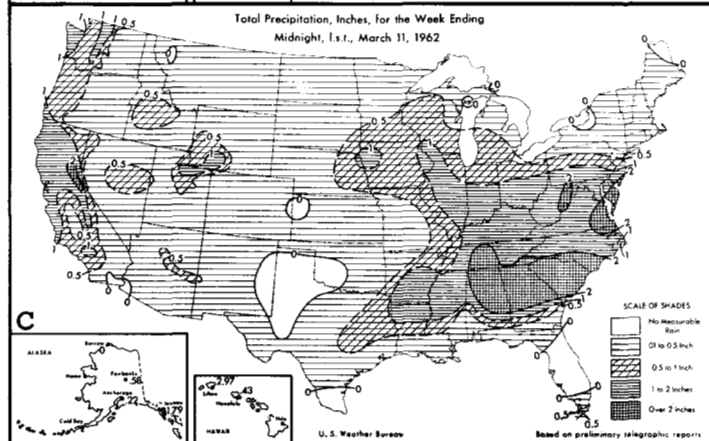 Total Precipitation, Inches, for the Week Ending
Midnight, l.s.t., March 11, 1962
C
SCALE OF SHADES
No Measurable
Rain
.01 to 0.5 Inch
0.5 to 1 Inch
1 to 2 Inches
Over 2 Inches
ALASKA
Barrow
Nome
Fairbanks
.58
Anchorage
.22
Cold Bay
Juneau
1.79
2.97
Lihue
.43
Honolulu
Hilo
HAWAII
U. S. Weather Bureau
Based on preliminary telegraphic reports